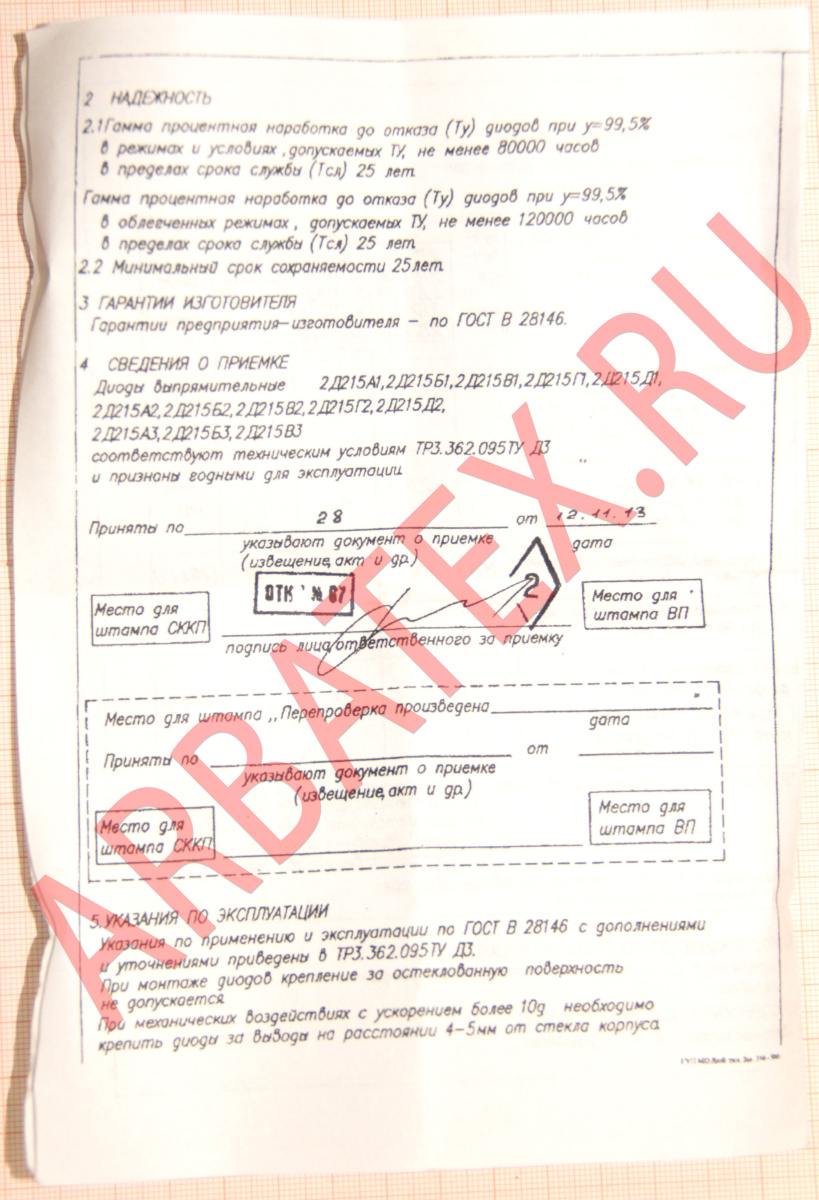 2 НАДЕЖНОСТЬ
2.1 Гамма процентная наработка до отказа (Tу) диодов при у=99,5%
в режимах и условиях ,допускаемых ТУ, не менее 80000 часов
в пределах срока службы (Тсл) 25 лет.
Гамма процентная наработка до отказа (Ту) диодов при у=99,5%
в облегченных режимах , допускаемых ТУ, не менее 120000 часов
в пределах срока службы (Тсл) 25 лет.
2.2 Минимальный срок сохраняемости 25лет.
3 ГАРАНТИИ ИЗГОТОВИТЕЛЯ
Гарантии предприятия-изготовителя – по ГОСТ В 28146.
4 СВЕДЕНИЯ О ПРИЕМКЕ
Диоды выпрямительные 2Д215А1,2Д215Б1,2Д215В1,2Д215Г1,2Д215Д1,
2Д215А2,2Д215Б2,2Д215В2,2Д215Г2,2Д215Д2,
2Д215А3,2Д215Б3,2Д215В3
соответствуют техническим условиям ТР3.362.095ТУ Д3
и признаны годными для эксплуатации.
Приняты по 28 от 12.11.13
указывают документ о приемке дата
(извещение, акт и др.)
ОТК № 67 2
Место для штампа СККП
Место для штампа ВП
подпись лица,ответственного за приемку
Место для штампа ,,Перепроверка произведена "
дата
Приняты по от
указывают документ о приемке
(извещение, акт и др.)
Место для штампа СККП
Место для штампа ВП
5.УКАЗАНИЯ ПО ЭКСПЛУАТАЦИИ
Указания по применению и эксплуатации по ГОСТ В 28146 с дополнениями
и уточнениями приведены в ТР3.362.095ТУ Д3.
При монтаже диодов крепление за остеклованную поверхность
не допускается.
При механических воздействиях с ускорением более 10g необходимо
крепить диоды за выводы на расстоянии 4-5мм от стекла корпуса.
ARBATEX.RU